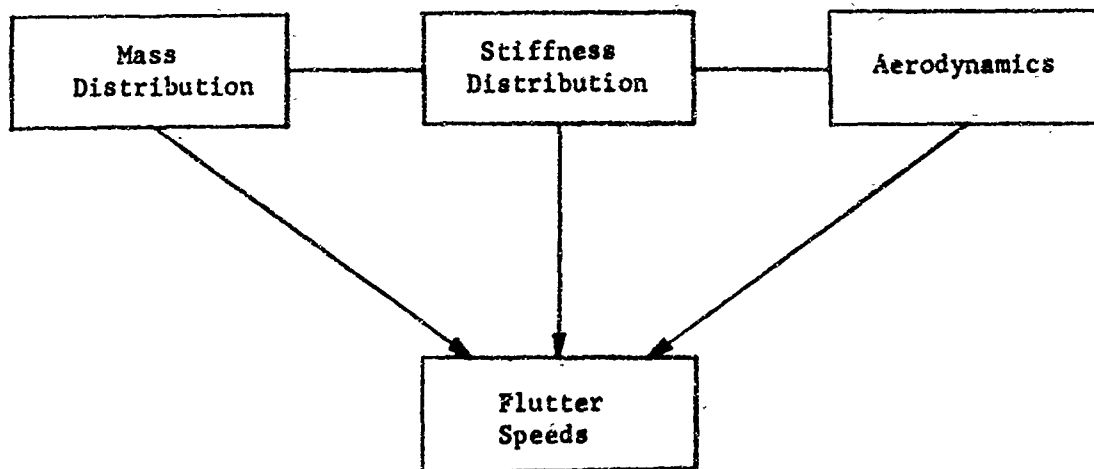 Mass
Distribution
Stiffness
Distribution
Aerodynamics
Flutter
Speeds